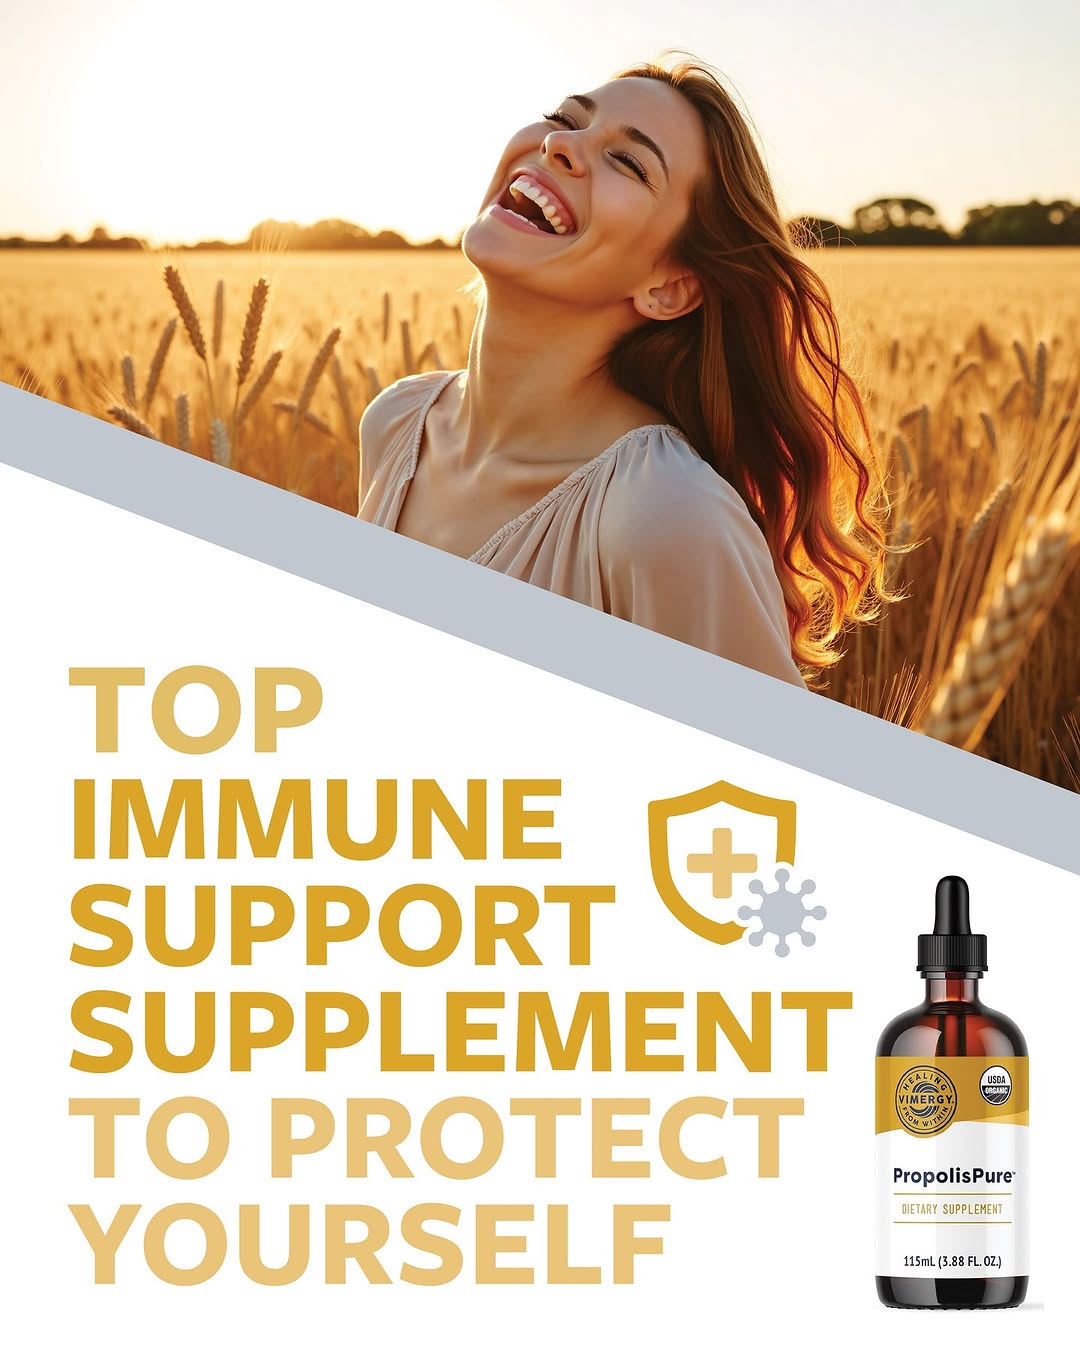 TOP
IMMUNE
SUPPORT
SUPPLEMENT
TO PROTECT
YOURSELF
HEALING
VIMERGY
FROM WITHIN
USDA
ORGANIC
PropolisPure™
DIETARY SUPPLEMENT
115mL (3.88 FL. OZ.)